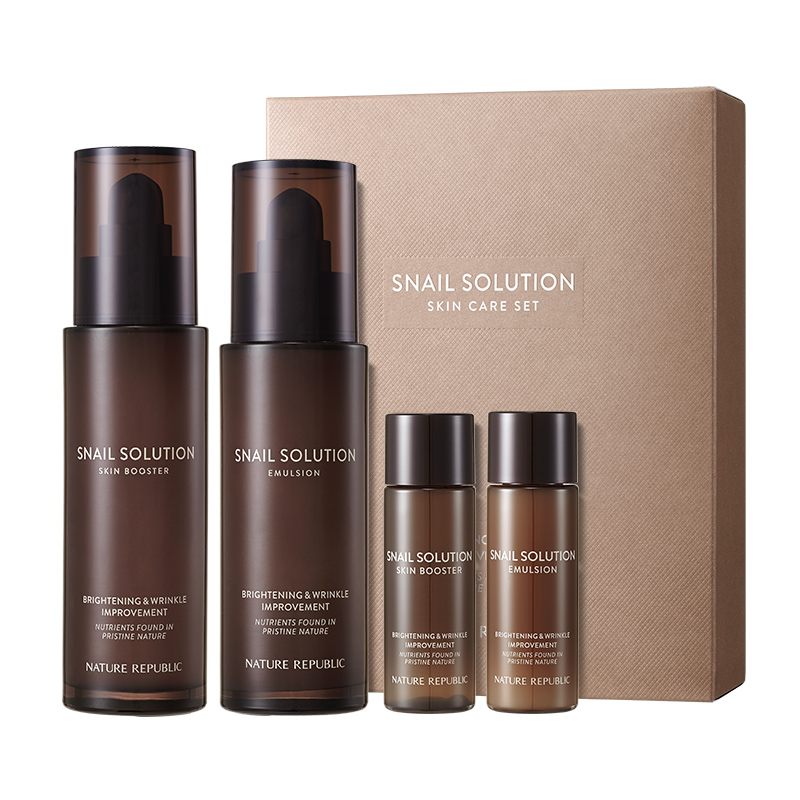 SNAIL SOLUTION
SKIN CARE SET
SNAIL SOLUTION
SKIN BOOSTER
BRIGHTENING & WRINKLE
IMPROVEMENT
NUTRIENTS FOUND IN
PRISTINE NATURE
NATURE REPUBLIC
SNAIL SOLUTION
EMULSION
BRIGHTENING & WRINKLE
IMPROVEMENT
NUTRIENTS FOUND IN
PRISTINE NATURE
NATURE REPUBLIC
SNAIL SOLUTION
SKIN BOOSTER
BRIGHTENING & WRINKLE
IMPROVEMENT
NUTRIENTS FOUND IN
PRISTINE NATURE
NATURE REPUBLIC
SNAIL SOLUTION
EMULSION
BRIGHTENING & WRINKLE
IMPROVEMENT
NUTRIENTS FOUND IN
PRISTINE NATURE
NATURE REPUBLIC